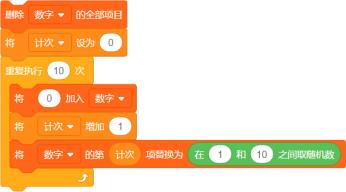 删除 数字 的全部项目
将 计次 设为 0
重复执行 10 次
将 0 加入 数字
将 计次 增加 1
将 数字 的第 计次 项替换为 在 1 和 10 之间取随机数